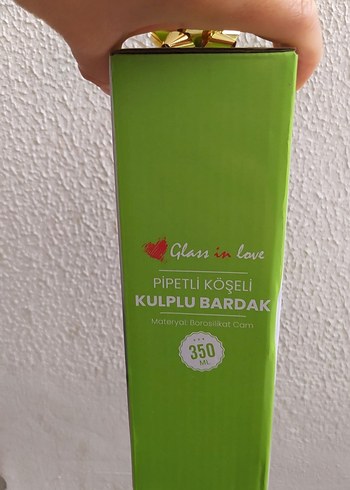 Glass in love
PİPETLİ KÖŞELİ
KULPLU BARDAK
Materyal: Borosilikat Cam
350
ML